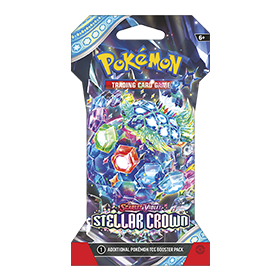 6+
POKÉMON
TRADING CARD GAME
SCARLET & VIOLET
STELLAR CROWN
1 ADDITIONAL POKÉMON TCG BOOSTER PACK